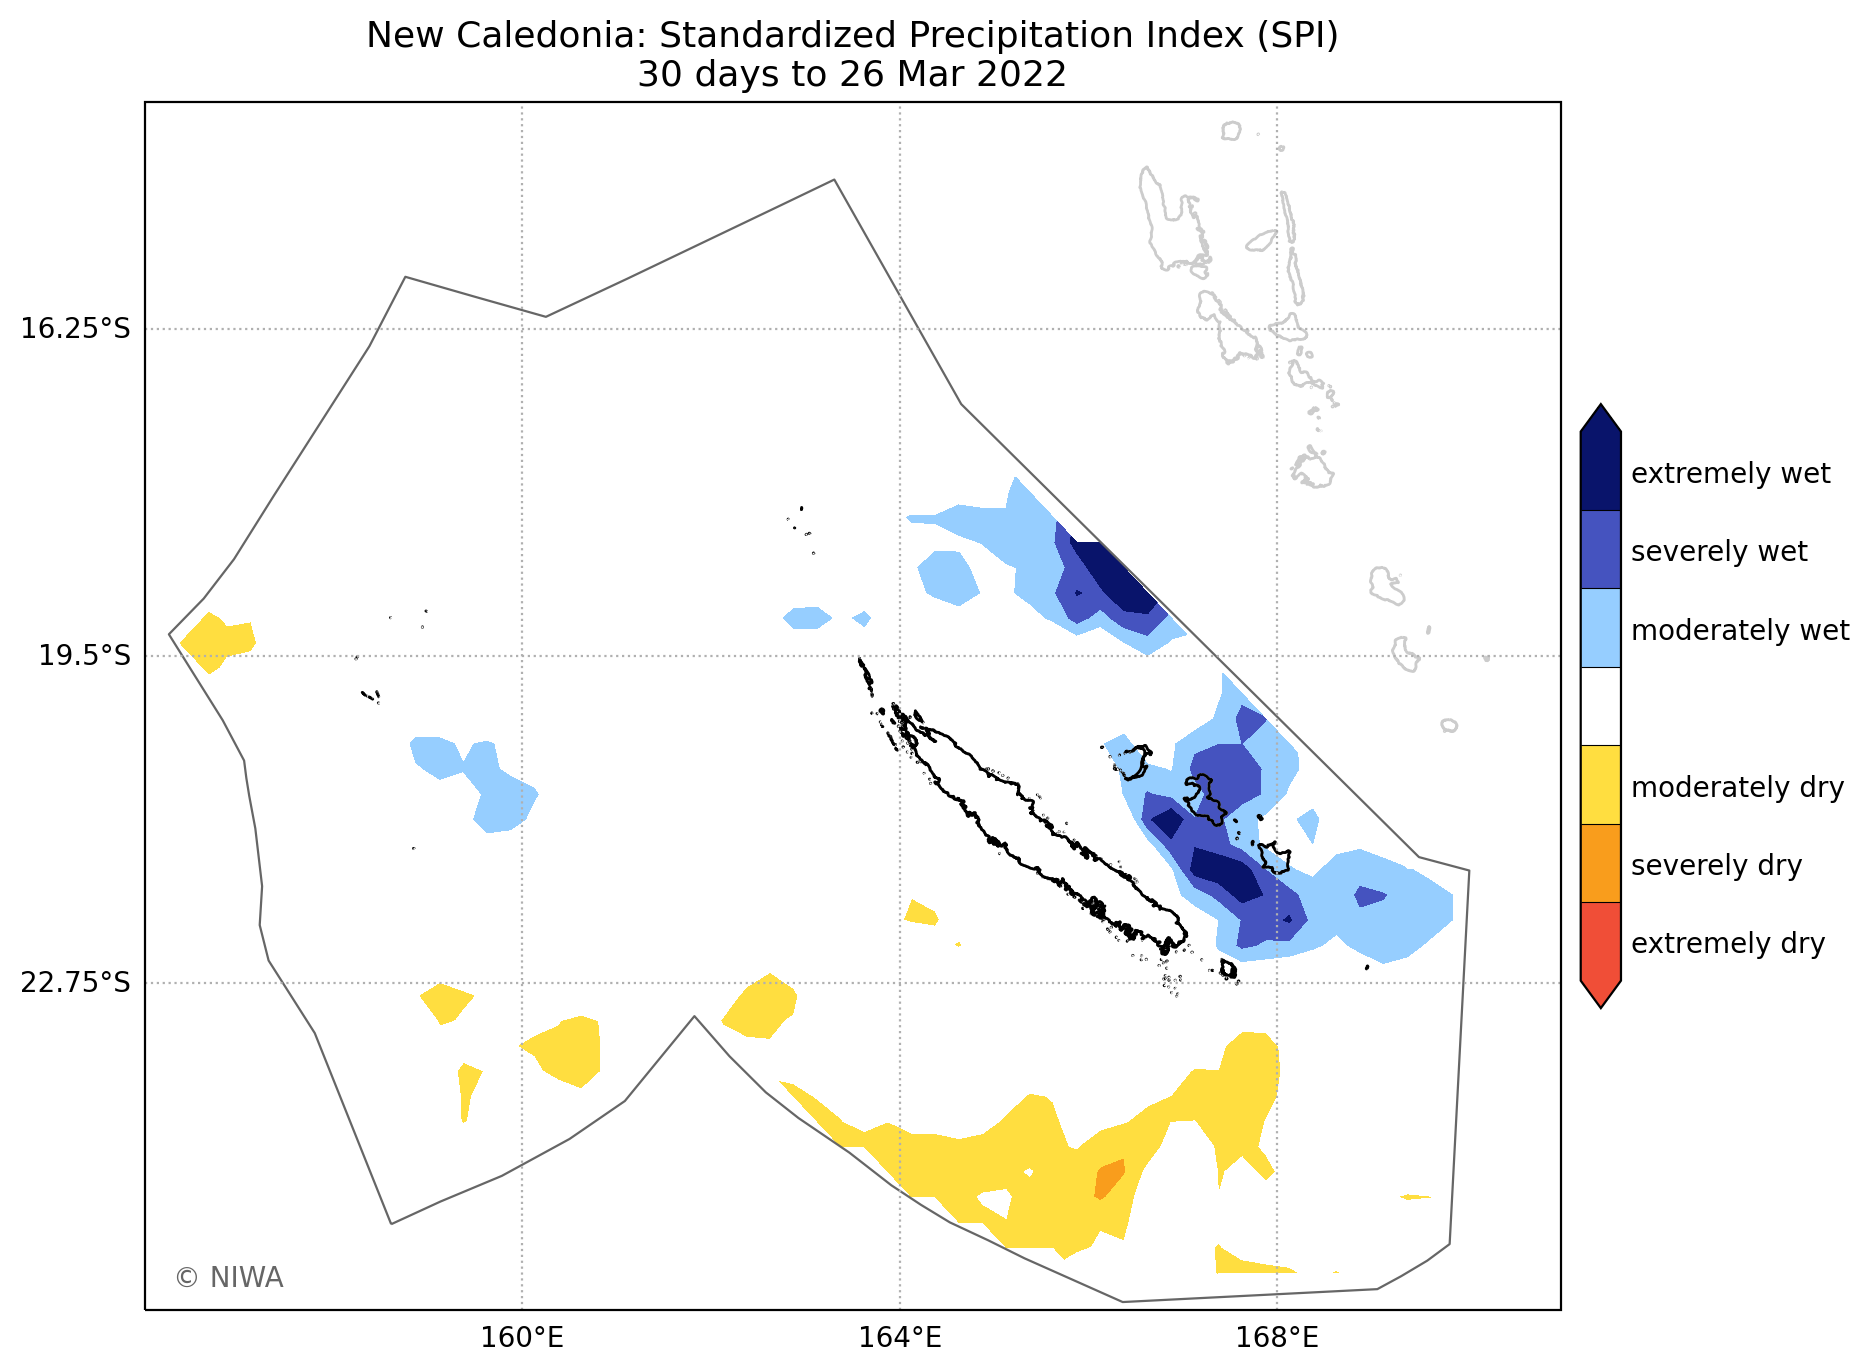 New Caledonia: Standardized Precipitation Index (SPI)
30 days to 26 Mar 2022
16.25°S
19.5°S
22.75°S
160°E
164°E
168°E
extremely wet
severely wet
moderately wet
moderately dry
severely dry
extremely dry
© NIWA